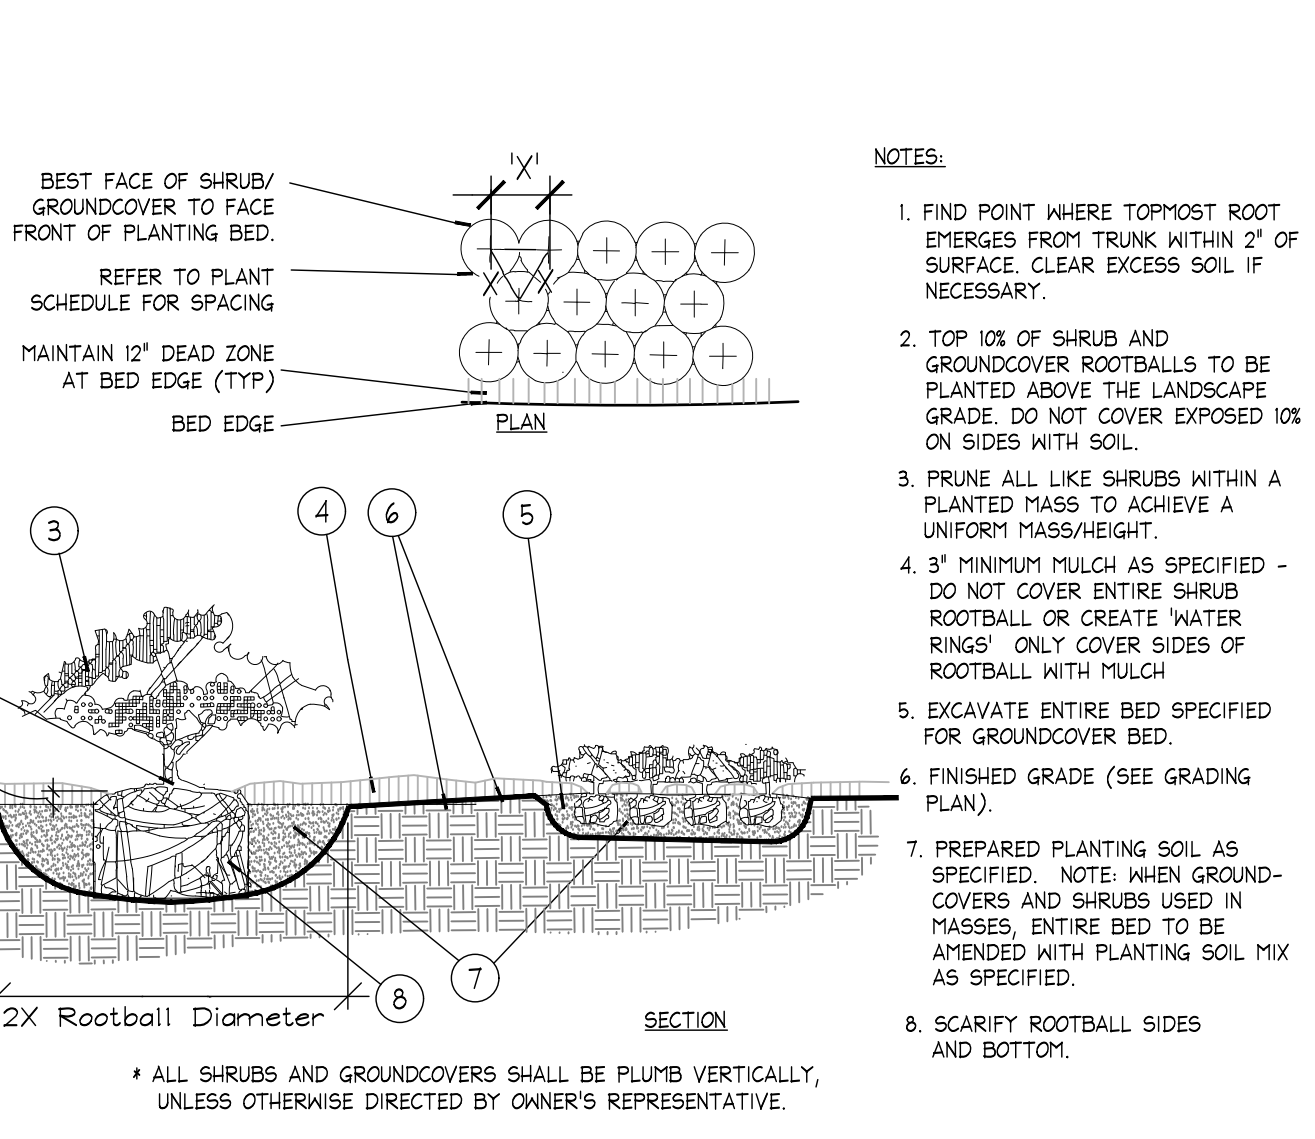 'X'
BEST FACE OF SHRUB/
GROUNDCOVER TO FACE
FRONT OF PLANTING BED.
REFER TO PLANT
SCHEDULE FOR SPACING
X X
MAINTAIN 12" DEAD ZONE
AT BED EDGE (TYP)
BED EDGE
PLAN
3
4
6
5
7
8
2X Rootball Diameter
SECTION
* ALL SHRUBS AND GROUNDCOVERS SHALL BE PLUMB VERTICALLY,
UNLESS OTHERWISE DIRECTED BY OWNER'S REPRESENTATIVE.
NOTES:
1. FIND POINT WHERE TOPMOST ROOT
EMERGES FROM TRUNK WITHIN 2" OF
SURFACE. CLEAR EXCESS SOIL IF
NECESSARY.
2. TOP 10% OF SHRUB AND
GROUNDCOVER ROOTBALLS TO BE
PLANTED ABOVE THE LANDSCAPE
GRADE. DO NOT COVER EXPOSED 10%
ON SIDES WITH SOIL.
3. PRUNE ALL LIKE SHRUBS WITHIN A
PLANTED MASS TO ACHIEVE A
UNIFORM MASS/HEIGHT.
4. 3" MINIMUM MULCH AS SPECIFIED -
DO NOT COVER ENTIRE SHRUB
ROOTBALL OR CREATE 'WATER
RINGS' ONLY COVER SIDES OF
ROOTBALL WITH MULCH
5. EXCAVATE ENTIRE BED SPECIFIED
FOR GROUNDCOVER BED.
6. FINISHED GRADE (SEE GRADING
PLAN).
7. PREPARED PLANTING SOIL AS
SPECIFIED. NOTE: WHEN GROUND-
COVERS AND SHRUBS USED IN
MASSES, ENTIRE BED TO BE
AMENDED WITH PLANTING SOIL MIX
AS SPECIFIED.
8. SCARIFY ROOTBALL SIDES
AND BOTTOM.